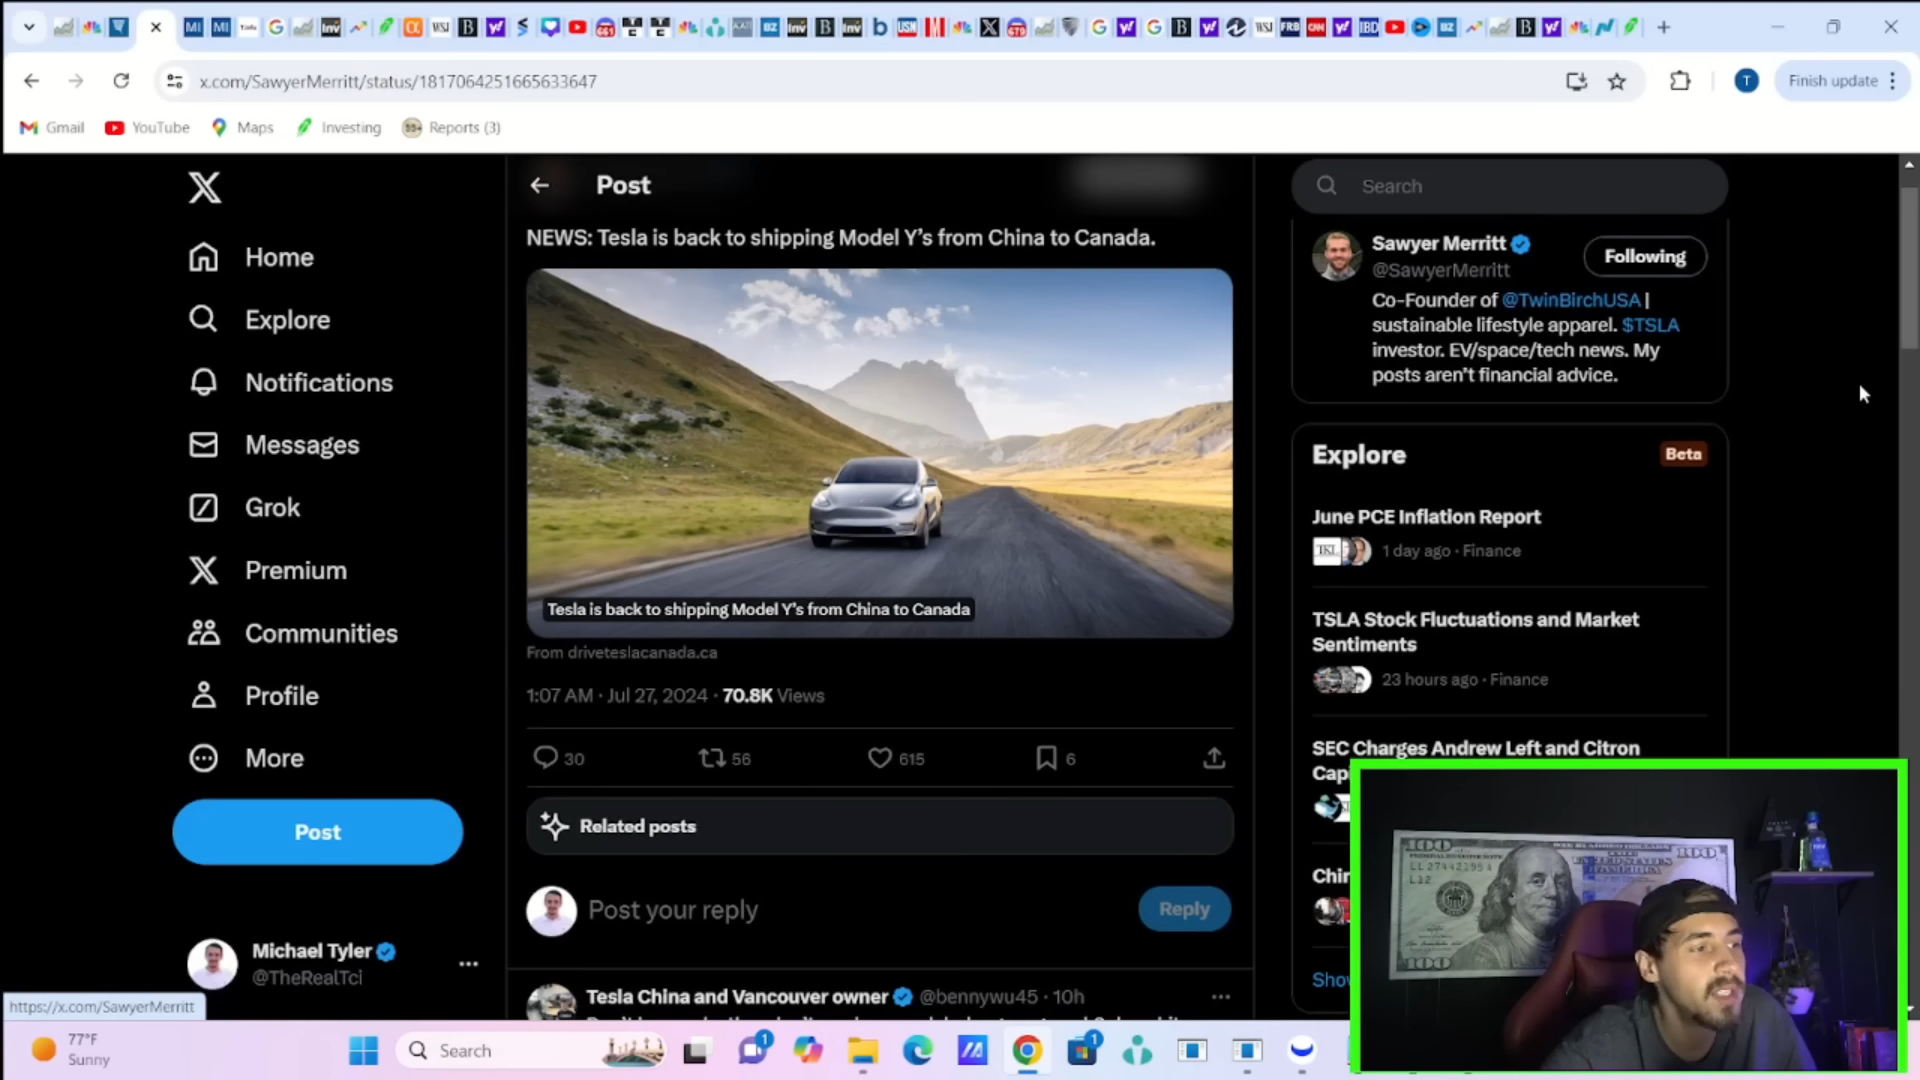 x.com/SawyerMerritt/status/1817064251665633647
Finish update
T
Gmail
YouTube
Maps
Investing
Reports (3)
Home
Explore
Notifications
Messages
Grok
Premium
Communities
Profile
More
Post
Michael Tyler
@TheRealTci
https://x.com/SawyerMerritt
Post
NEWS: Tesla is back to shipping Model Y's from China to Canada.
Tesla is back to shipping Model Y's from China to Canada
From driveteslacanada.ca
1:07 AM · Jul 27, 2024 · 70.8K Views
30
56
615
6
Related posts
Post your reply
Reply
Tesla China and Vancouver owner @bennywu45 · 10h
Search
Sawyer Merritt
@SawyerMerritt
Following
Co-Founder of @TwinBirchUSA |
sustainable lifestyle apparel. $TSLA
investor. EV/space/tech news. My
posts aren't financial advice.
Explore
Beta
June PCE Inflation Report
1 day ago · Finance
TSLA Stock Fluctuations and Market
Sentiments
23 hours ago · Finance
SEC Charges Andrew Left and Citron
100
100
100
77°F
Sunny
Search
1
1